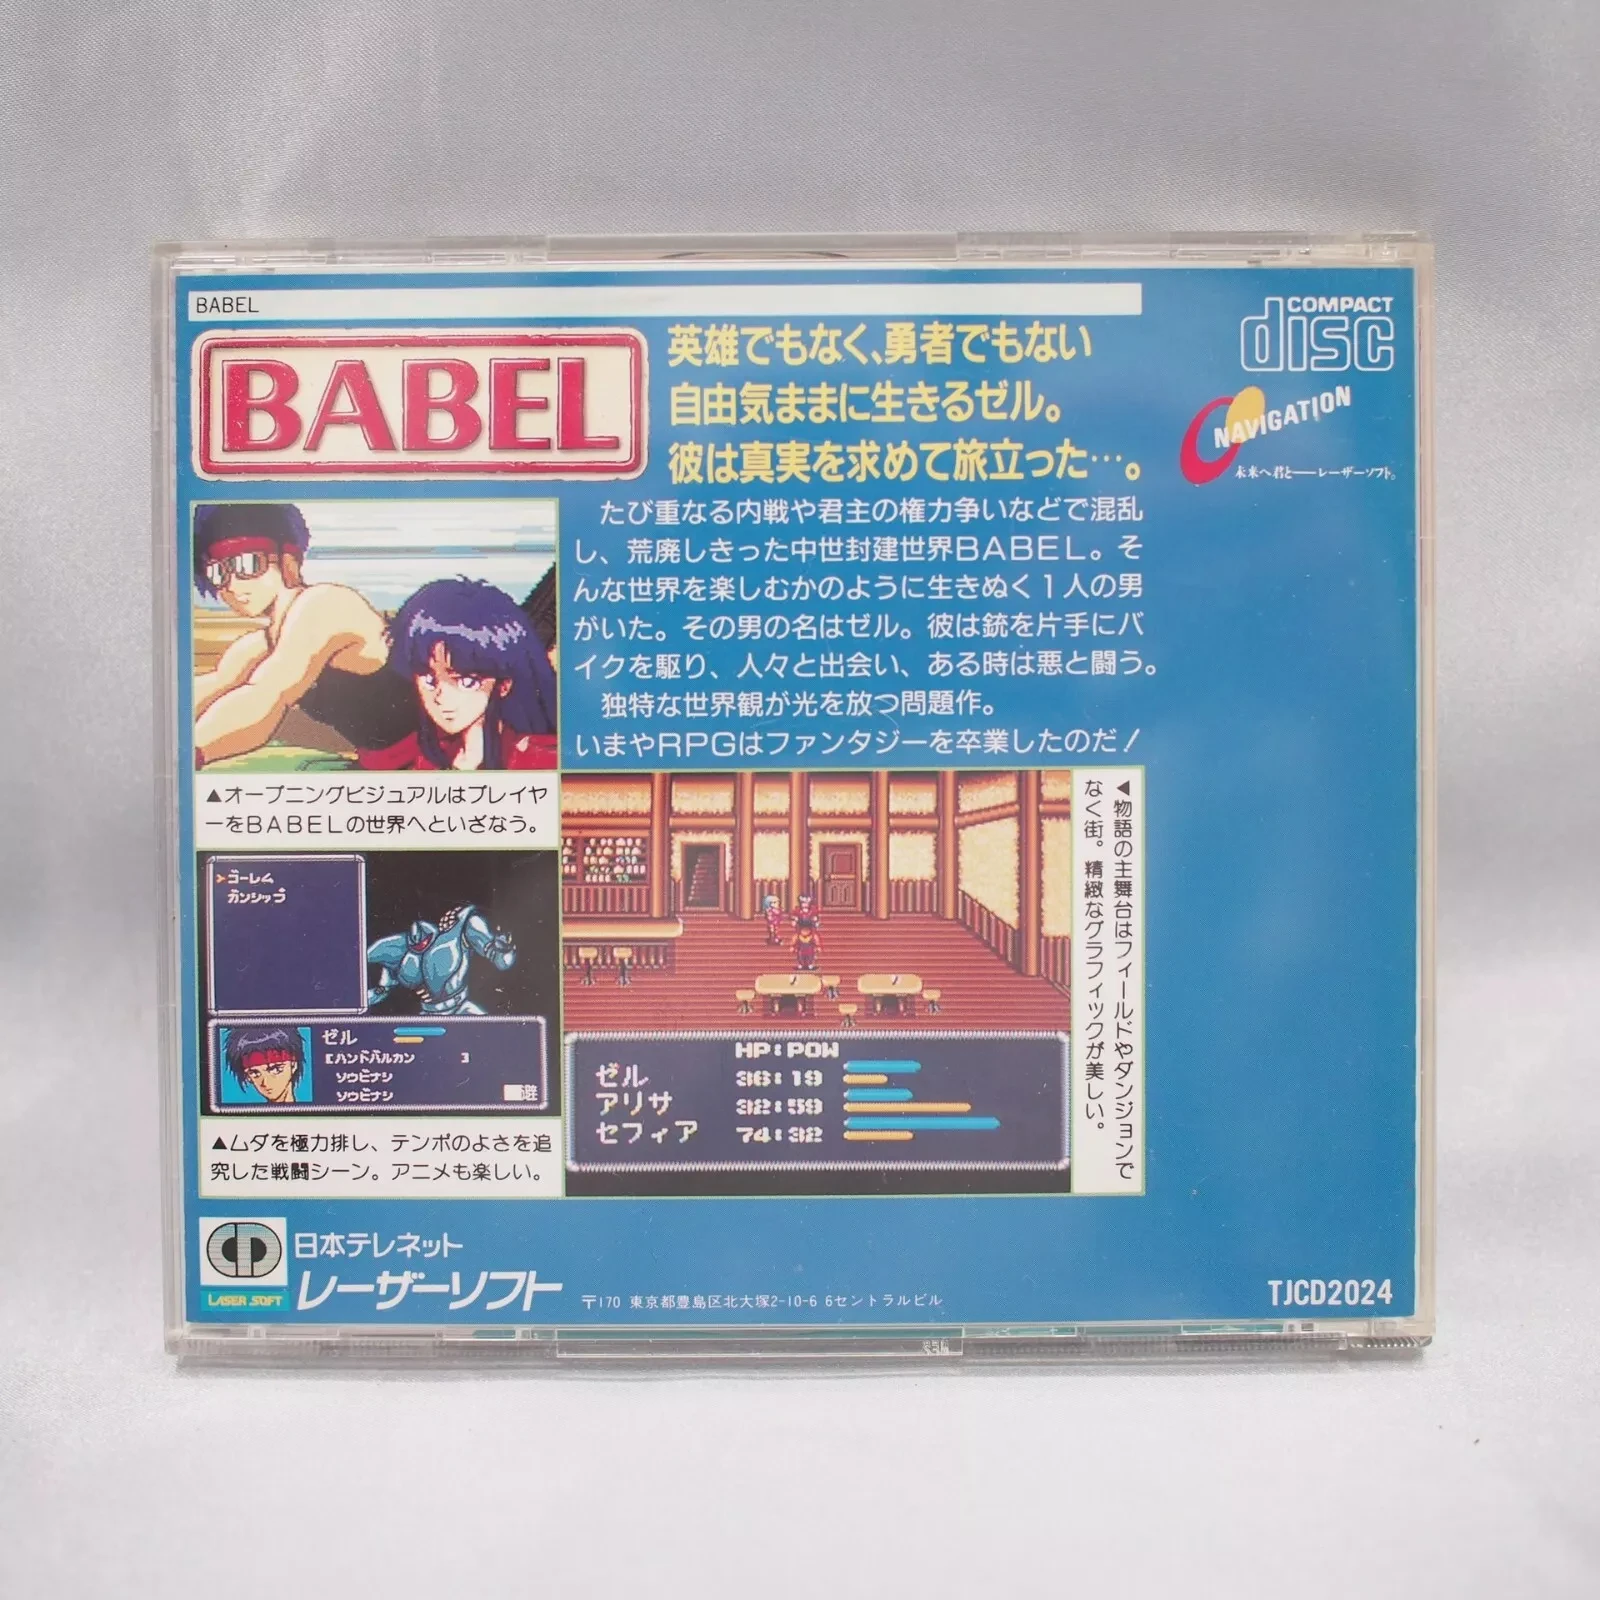 BABEL
BABEL
英雄でもなく、勇者でもない
自由気ままに生きるゼル。
彼は真実を求めて旅立った…。
COMPACT
disc
NAVIGATION
未来へ君と──レーザーソフト。
たび重なる内戦や君主の権力争いなどで混乱
し、荒廃しきった中世封建世界BABEL。そ
んな世界を楽しむかのように生きぬく1人の男
がいた。その男の名はゼル。彼は銃を片手にバ
イクを駆り、人々と出会い、ある時は悪と闘う。
独特な世界観が光を放つ問題作。
いまやRPGはファンタジーを卒業したのだ!
▲オープニングビジュアルはプレイヤ
ーをBABELの世界へといざなう。
ゴーレム
ガンシップ
ゼル
[ハンドバルカン ]
ソウビナシ
ソウビナシ
避
▲ムダを極力排し、テンポのよさを追
究した戦闘シーン。アニメも楽しい。
HP:POW
ゼル 36:19
アリサ 32:58
セフィア 74:32
◀物語の主舞台はフィールドやダンジョンで
なく街。精緻なグラフィックが美しい。
CD
LASER SOFT
日本テレネット
レーザーソフト
〒170 東京都豊島区北大塚2-10-6 6セントラルビル
TJCD2024